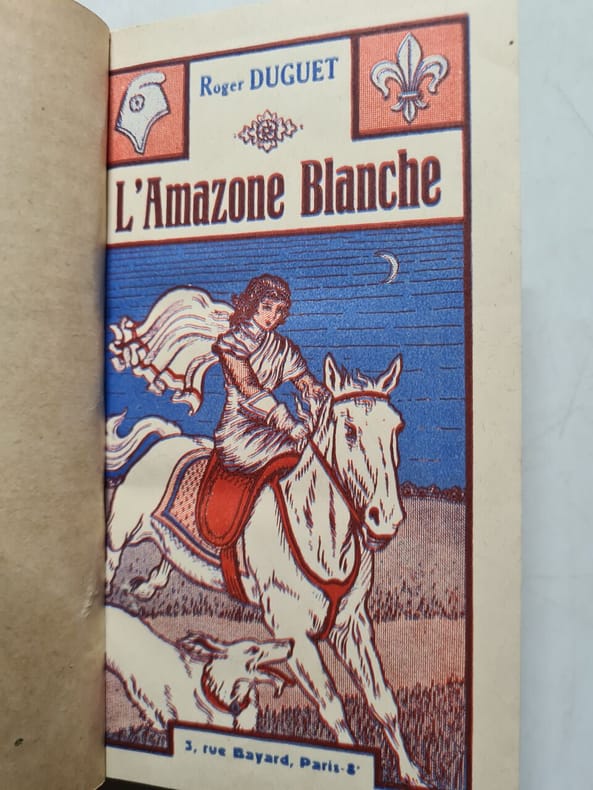 Roger DUGUET
L'Amazone Blanche
5, rue Bayard, Paris-8ᵉ